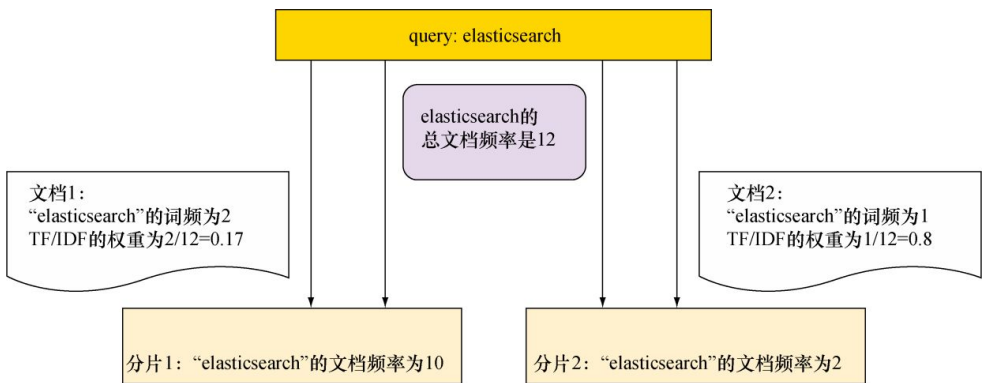 query: elasticsearch
elasticsearch的
总文档频率是12
文档1：
“elasticsearch”的词频为2
TF/IDF的权重为2/12=0.17
文档2：
“elasticsearch”的词频为1
TF/IDF的权重为1/12=0.8
分片1：“elasticsearch”的文档频率为10
分片2：“elasticsearch”的文档频率为2